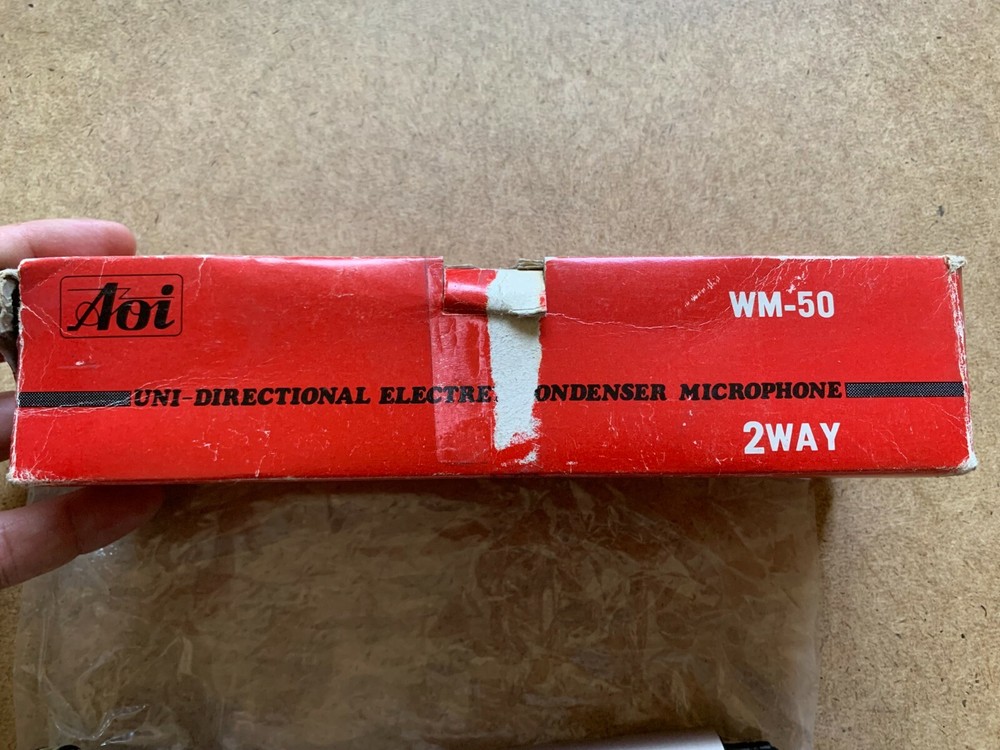 Aoi
WM-50
UNI-DIRECTIONAL ELECTRE ONDENSER MICROPHONE
2WAY